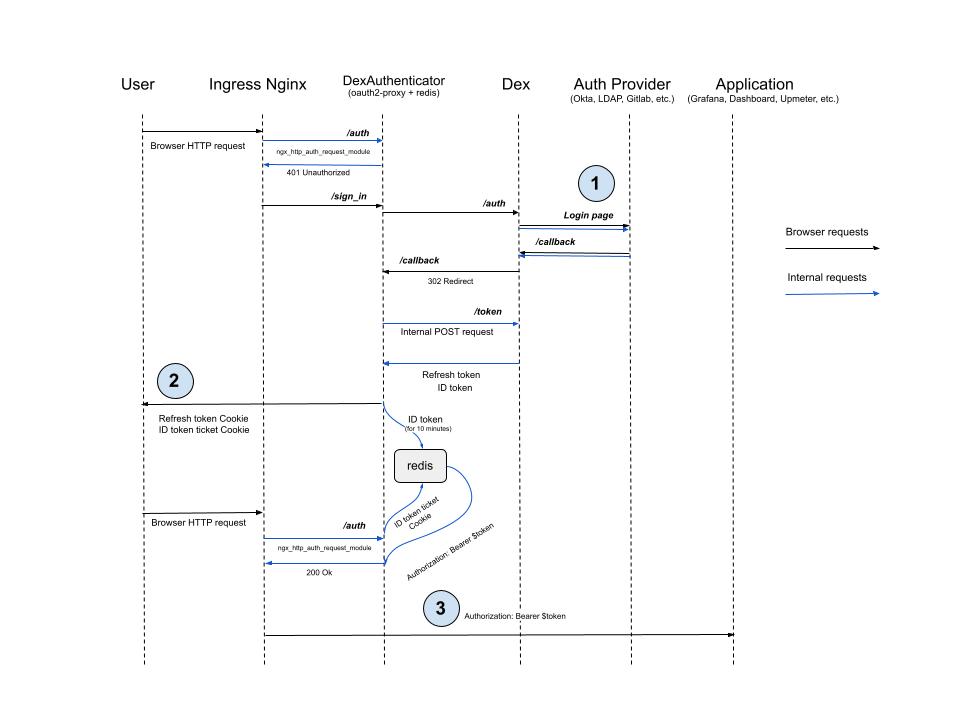 User
Ingress Nginx
DexAuthenticator
(oauth2-proxy + redis)
Dex
Auth Provider
(Okta, LDAP, Gitlab, etc.)
Application
(Grafana, Dashboard, Upmeter, etc.)
Browser HTTP request
/auth
ngx_http_auth_request_module
401 Unauthorized
/sign_in
/auth
1
Login page
/callback
/callback
302 Redirect
Browser requests
Internal requests
/token
Internal POST request
Refresh token
ID token
2
Refresh token Cookie
ID token ticket Cookie
ID token
(for 10 minutes)
redis
ID token ticket
Cookie
Browser HTTP request
/auth
ngx_http_auth_request_module
200 Ok
Authorization: Bearer $token
3
Authorization: Bearer $token